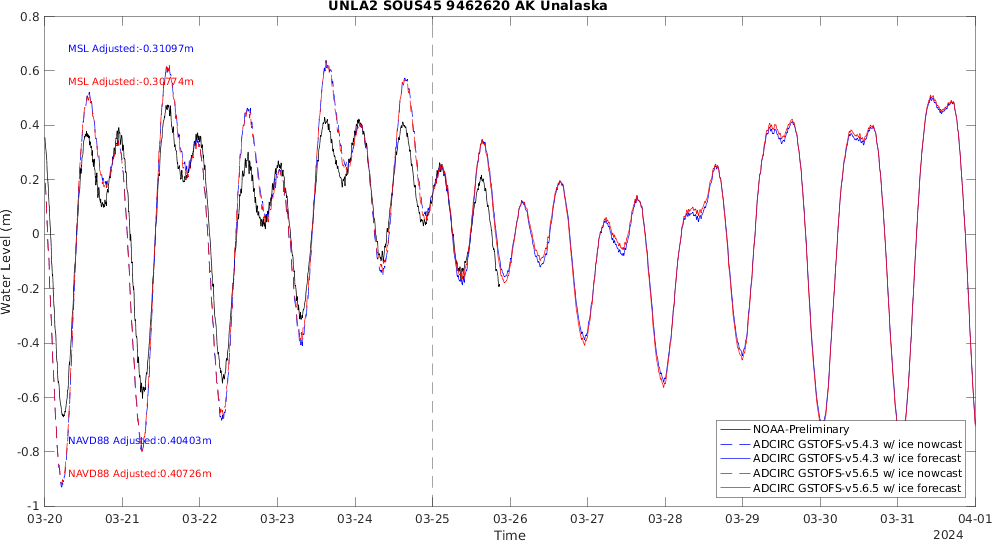 UNLA2 SOUS45 9462620 AK Unalaska
0.8
0.6
0.4
0.2
0
-0.2
-0.4
-0.6
-0.8
-1
Water Level (m)
MSL Adjusted:-0.31097m
MSL Adjusted:-0.30774m
NAVD88 Adjusted:0.40403m
NAVD88 Adjusted:0.40726m
NOAA-Preliminary
ADCIRC GSTOFS-v5.4.3 w/ ice nowcast
ADCIRC GSTOFS-v5.4.3 w/ ice forecast
ADCIRC GSTOFS-v5.6.5 w/ ice nowcast
ADCIRC GSTOFS-v5.6.5 w/ ice forecast
03-20 03-21 03-22 03-23 03-24 03-25 03-26 03-27 03-28 03-29 03-30 03-31 04-01
Time
2024